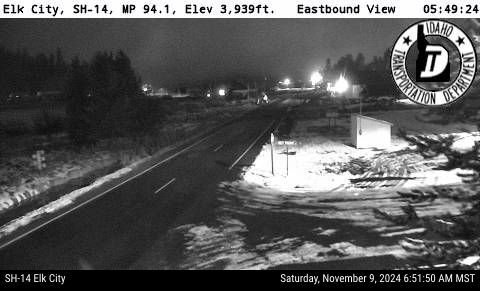 Elk City, SH-14, MP 94.1, Elev 3,939ft.   Eastbound View    05:49:24
IDAHO
TRANSPORTATION DEPARTMENT
SH-14 Elk City
Saturday, November 9, 2024 6:51:50 AM MST